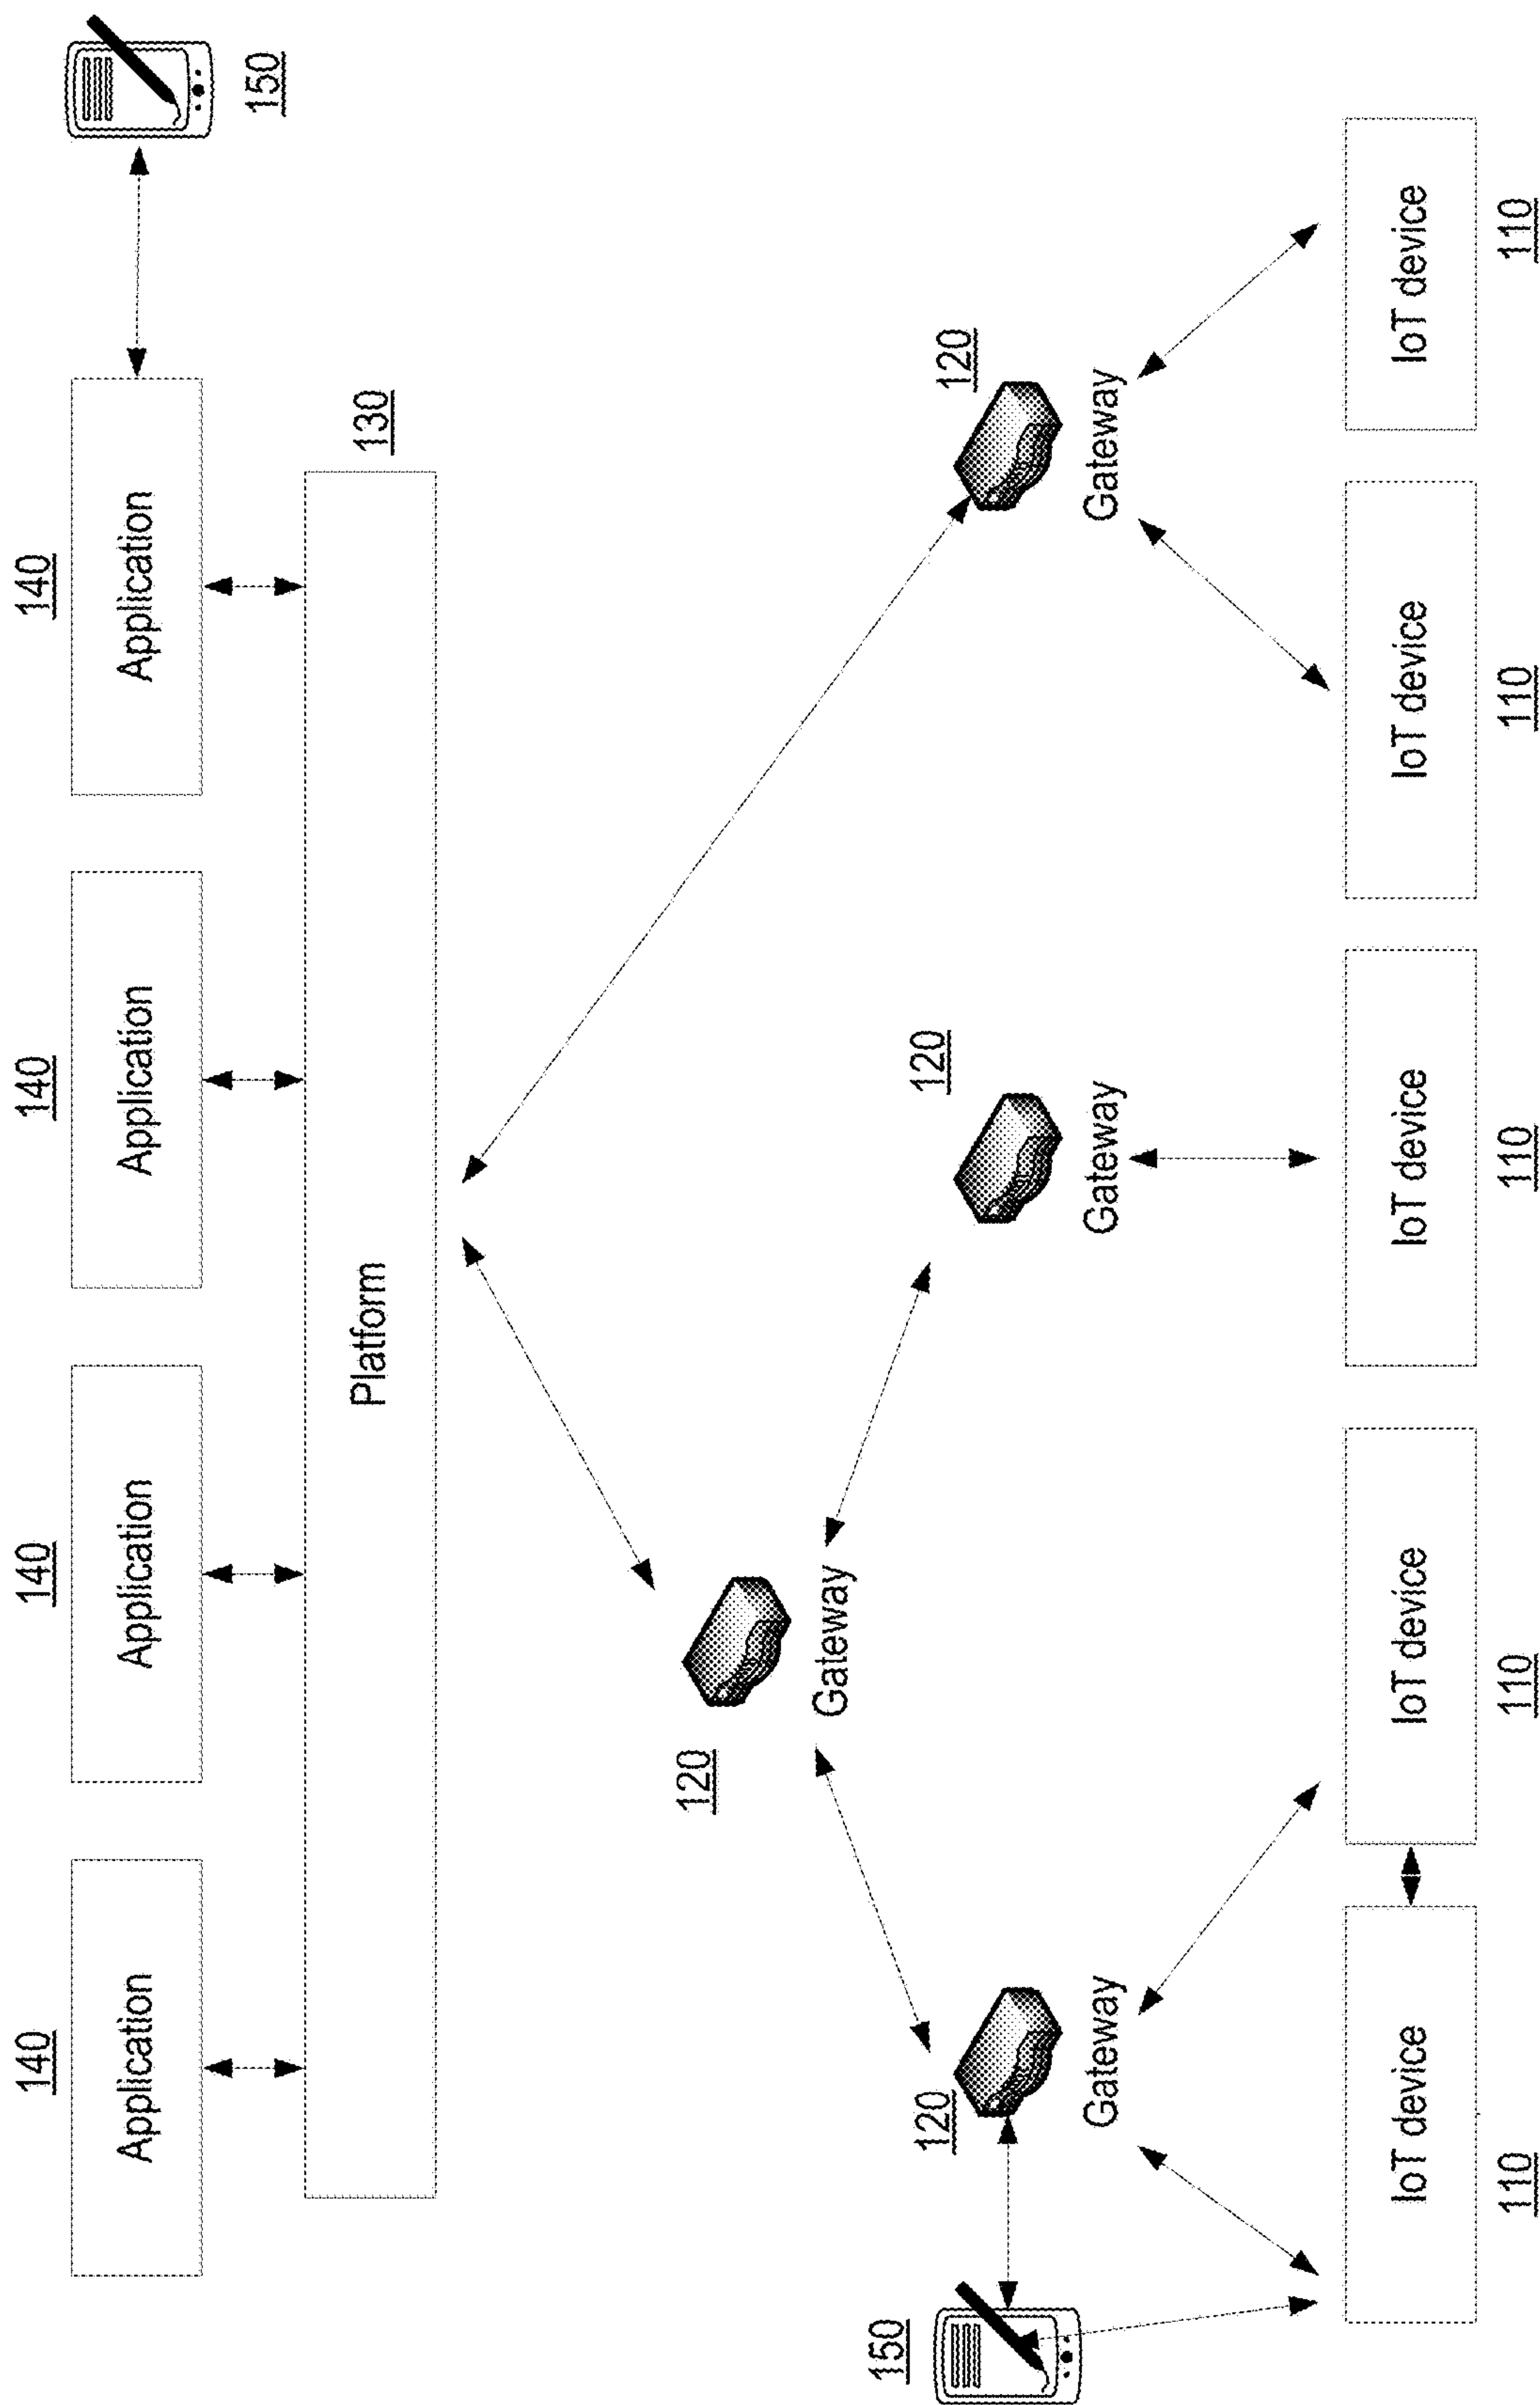 140
140
140
140
Application
Application
Application
Application
150
130
Platform
120
Gateway
150
120
120
120
Gateway
Gateway
Gateway
IoT device
IoT device
IoT device
IoT device
IoT device
110
110
110
110
110